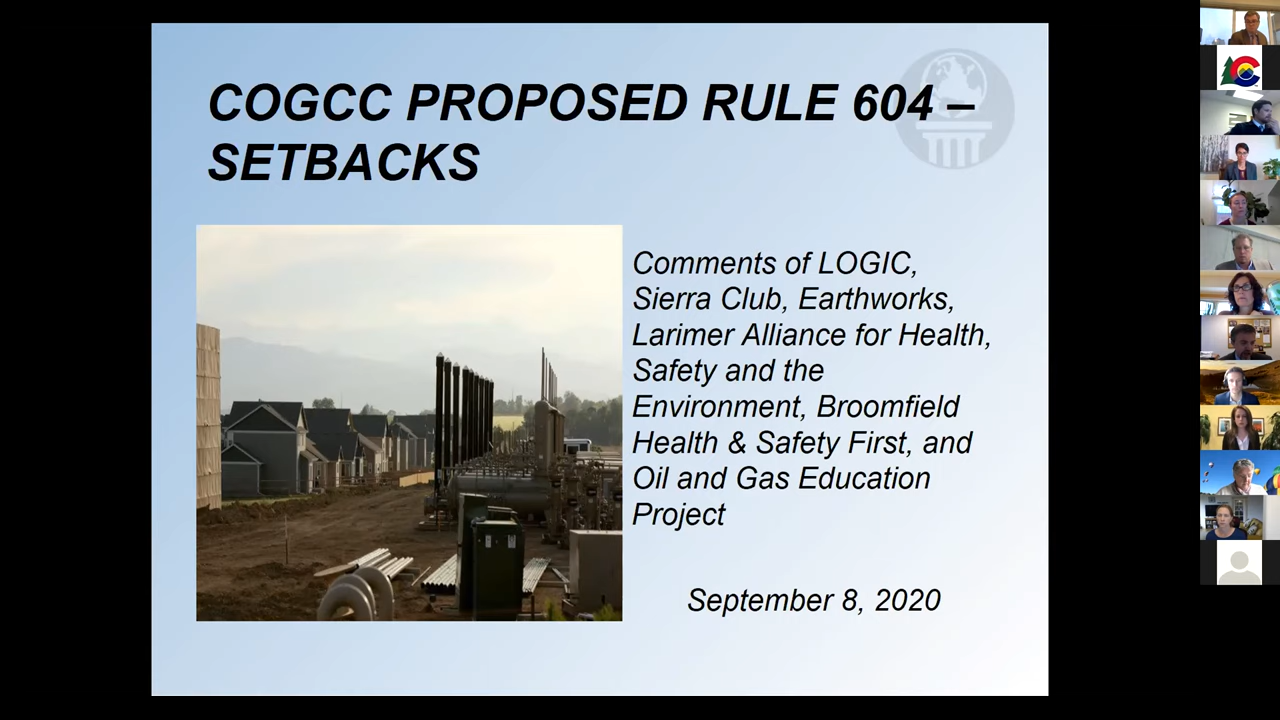 COGCC PROPOSED RULE 604 –
SETBACKS
Comments of LOGIC,
Sierra Club, Earthworks,
Larimer Alliance for Health,
Safety and the
Environment, Broomfield
Health & Safety First, and
Oil and Gas Education
Project
September 8, 2020